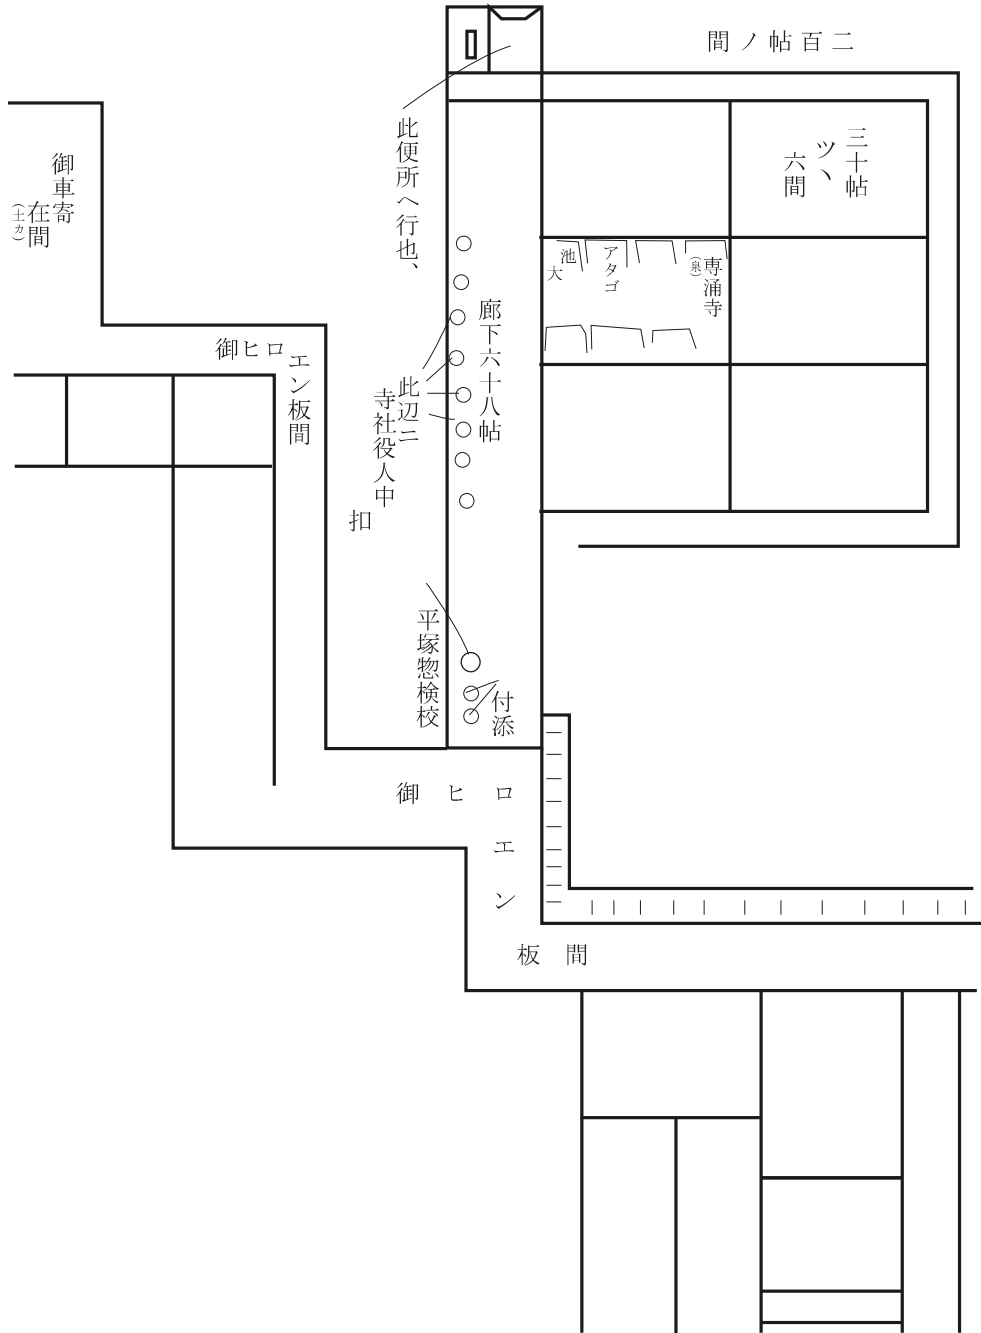 二百帖ノ間
三十帖
ツヽ
六間
専涌寺
(泉)
アタゴ
池
大
此便所へ行也、
廊下六十八帖
此辺ニ
寺社役人中
扣
平塚惣検校
付添
御ヒロ
エン板間
御車寄
在間
(士カ)
御ヒロ
エン
板間